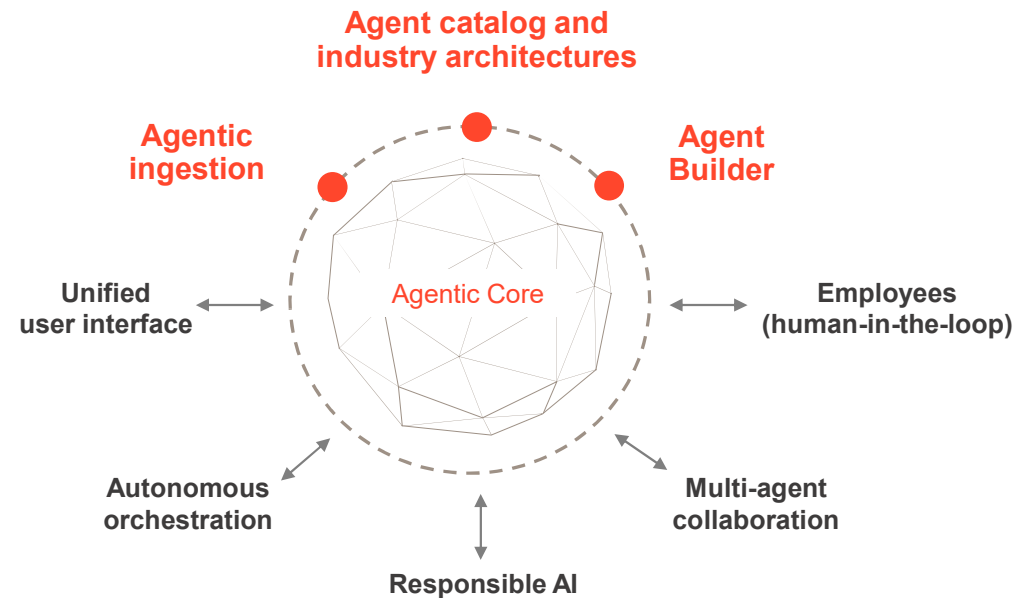 Agent catalog and
industry architectures
Agentic
ingestion
Agent
Builder
Agentic Core
Unified
user interface
Employees
(human-in-the-loop)
Autonomous
orchestration
Multi-agent
collaboration
Responsible AI